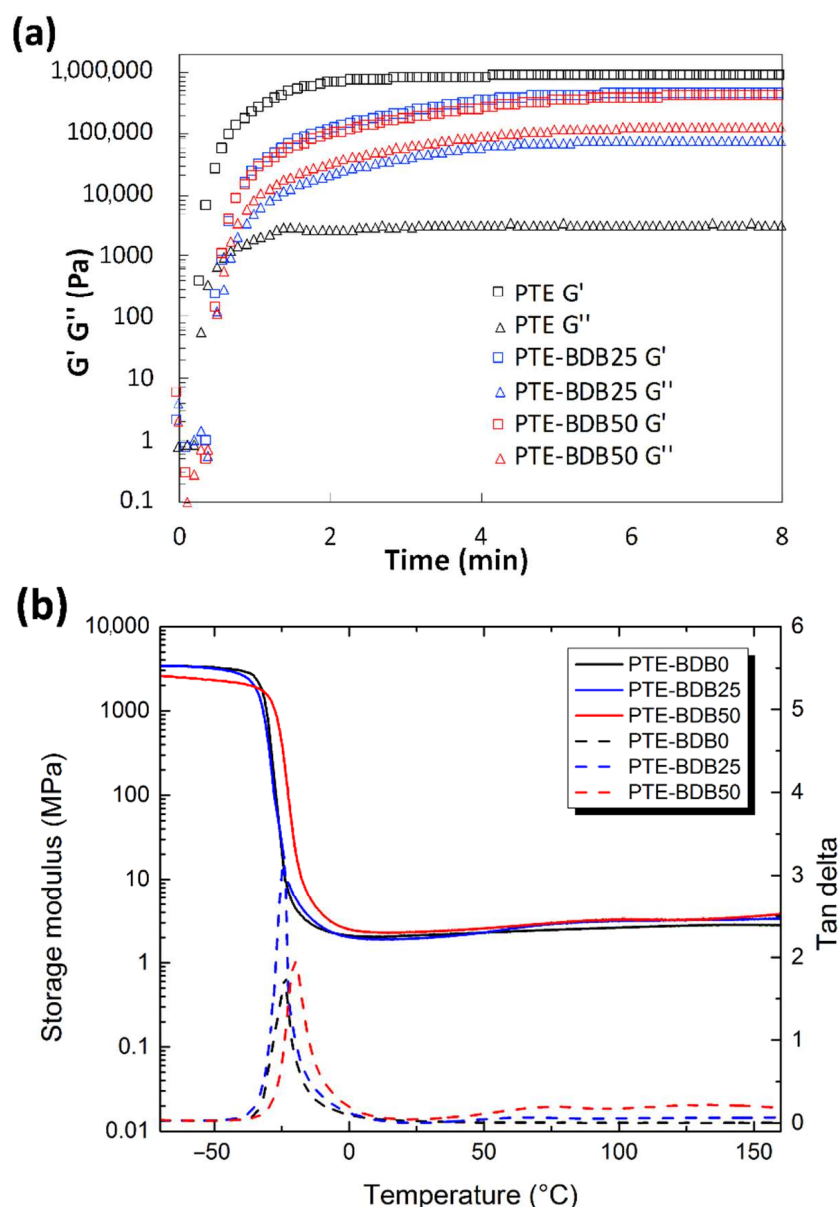 (a)
G' G'' (Pa)
1,000,000
100,000
10,000
1000
100
10
1
0.1
PTE G'
PTE G''
PTE-BDB25 G'
PTE-BDB25 G''
PTE-BDB50 G'
PTE-BDB50 G''
0 2 4 6 8
Time (min)
(b)
Storage modulus (MPa)
10,000
1000
100
10
1
0.1
0.01
PTE-BDB0
PTE-BDB25
PTE-BDB50
PTE-BDB0
PTE-BDB25
PTE-BDB50
6
5
4
3
2
1
0
Tan delta
−50 0 50 100 150
Temperature (°C)